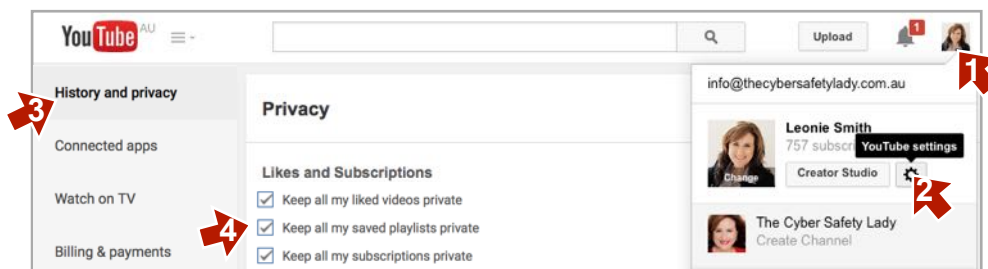 YouTube AU
Upload
1
1
info@thecybersafetylady.com.au
3
History and privacy
Connected apps
Watch on TV
Billing & payments
Privacy
Likes and Subscriptions
Keep all my liked videos private
4
Keep all my saved playlists private
Keep all my subscriptions private
Change
Leonie Smith
757 subscri
YouTube settings
Creator Studio
2
The Cyber Safety Lady
Create Channel